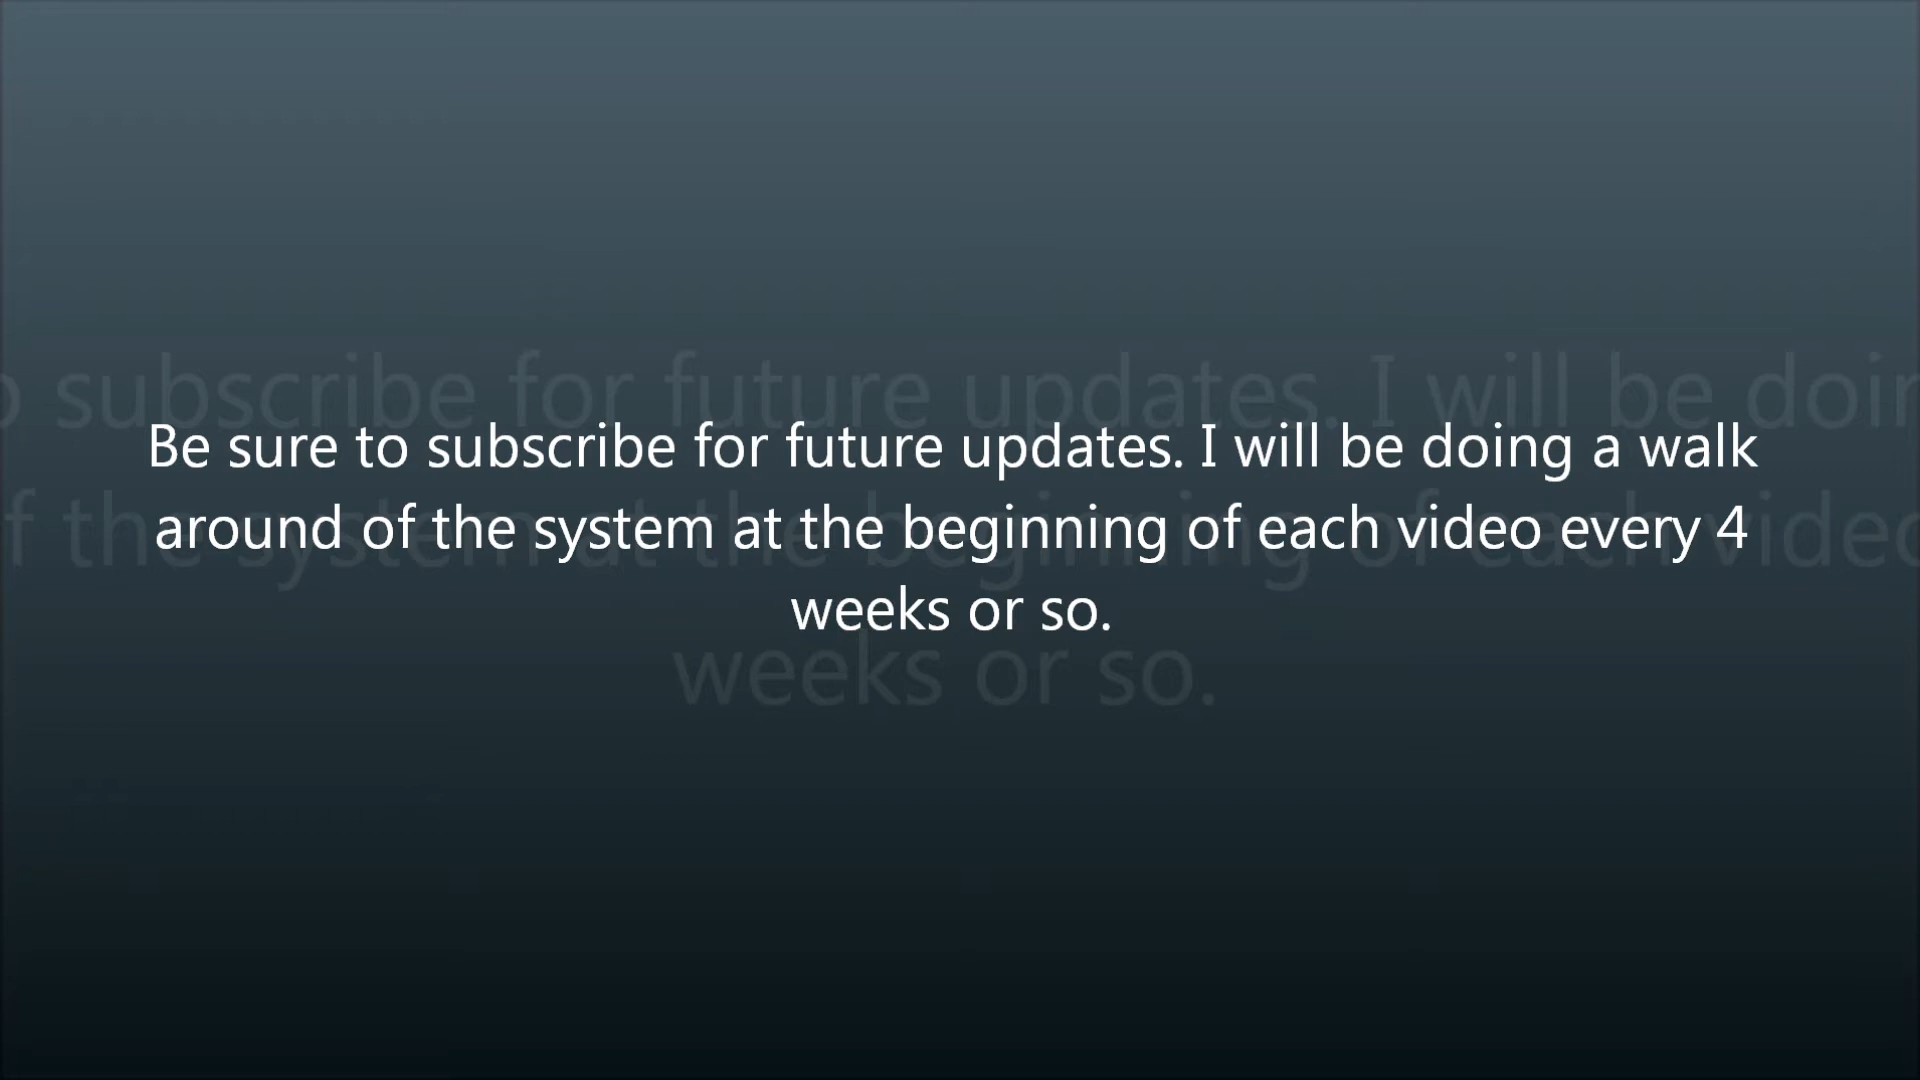 Be sure to subscribe for future updates. I will be doing a walk
around of the system at the beginning of each video every 4
weeks or so.